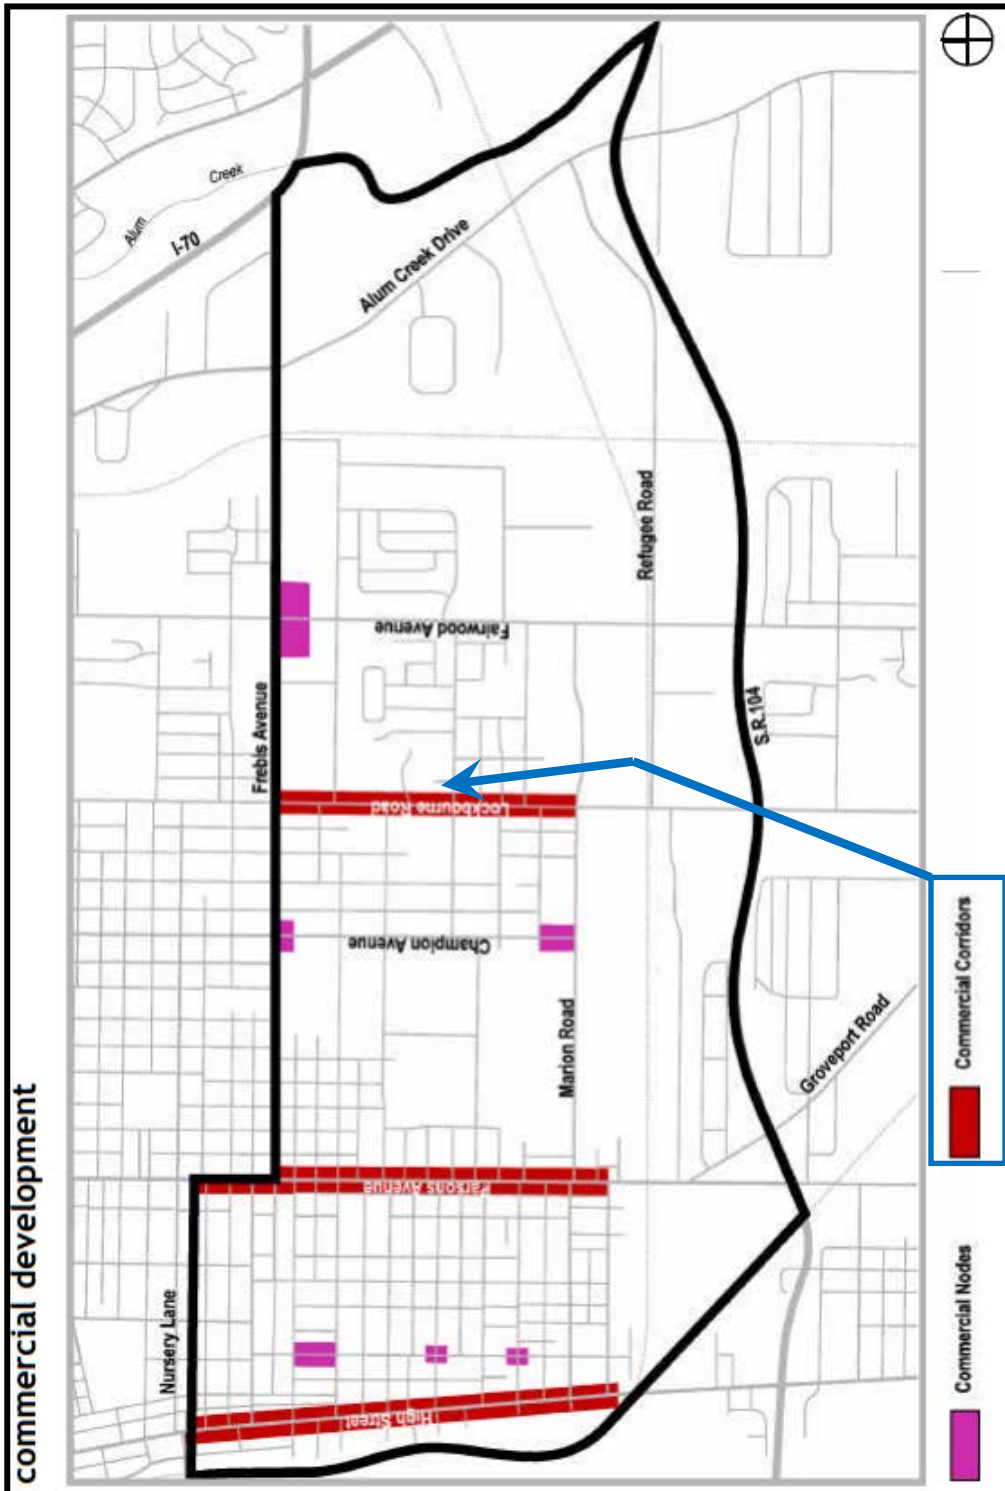 commercial development
Alum
Creek
I-70
Alum Creek Drive
Refugee Road
Fairwood Avenue
Frebis Avenue
S.R.104
Lockbourne Road
Champion Avenue
Marion Road
Groveport Road
Parsons Avenue
Nursery Lane
High Street
Commercial Corridors
Commercial Nodes